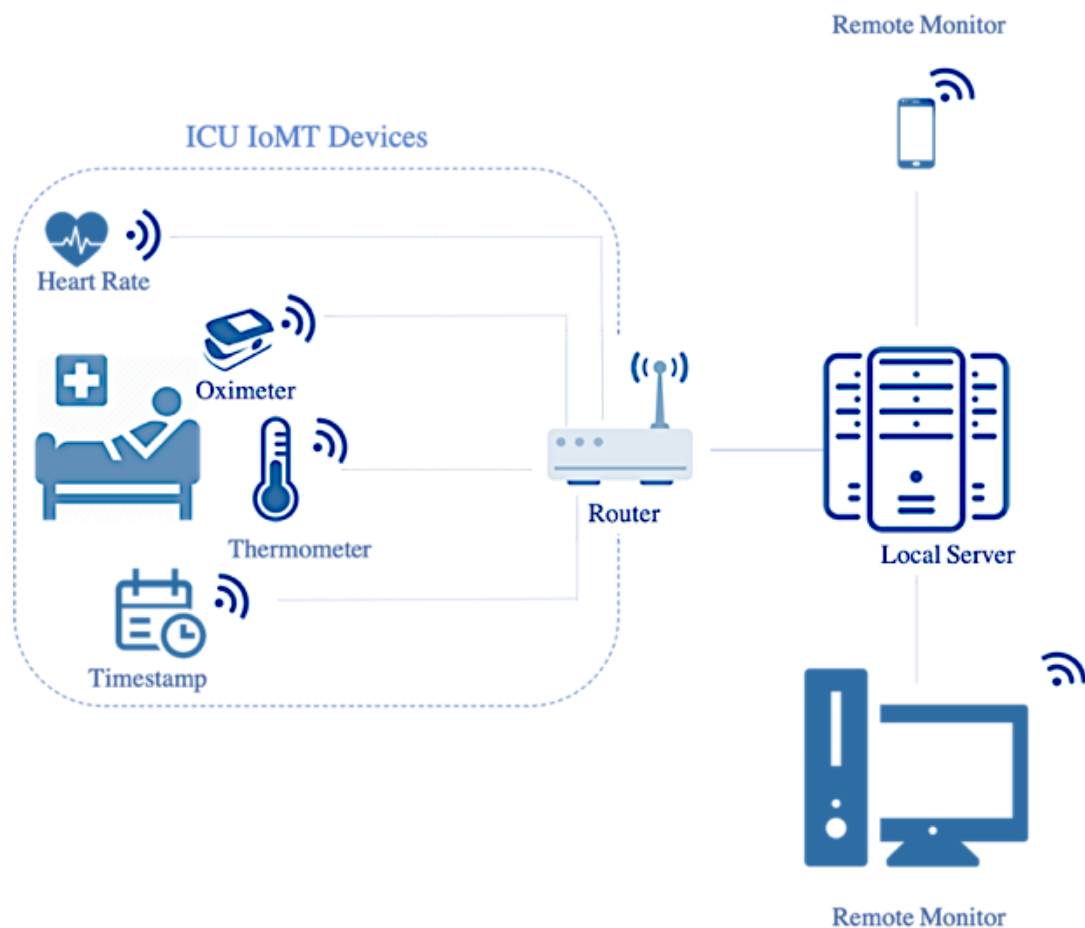 Remote Monitor
ICU IoMT Devices
Heart Rate
Oximeter
Thermometer
Timestamp
Router
Local Server
Remote Monitor